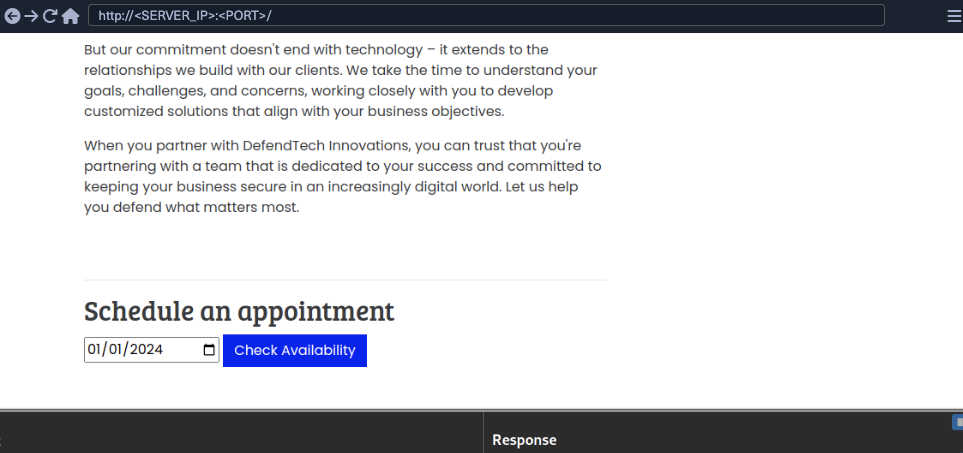 http://<SERVER_IP>:<PORT>/
But our commitment doesn't end with technology – it extends to the
relationships we build with our clients. We take the time to understand your
goals, challenges, and concerns, working closely with you to develop
customized solutions that align with your business objectives.
When you partner with DefendTech Innovations, you can trust that you're
partnering with a team that is dedicated to your success and committed to
keeping your business secure in an increasingly digital world. Let us help
you defend what matters most.
Schedule an appointment
01/01/2024 Check Availability
Response